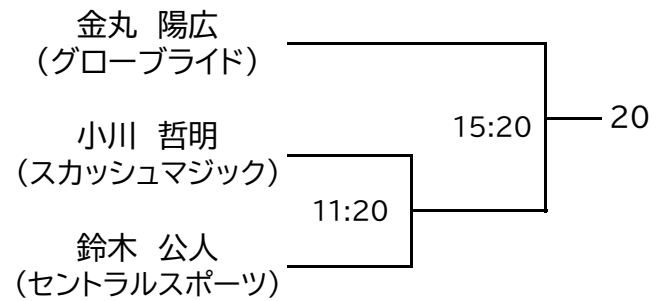 金丸 陽広
(グローブライド)
15:20
20
小川 哲明
(スカッシュマジック)
11:20
鈴木 公人
(セントラルスポーツ)